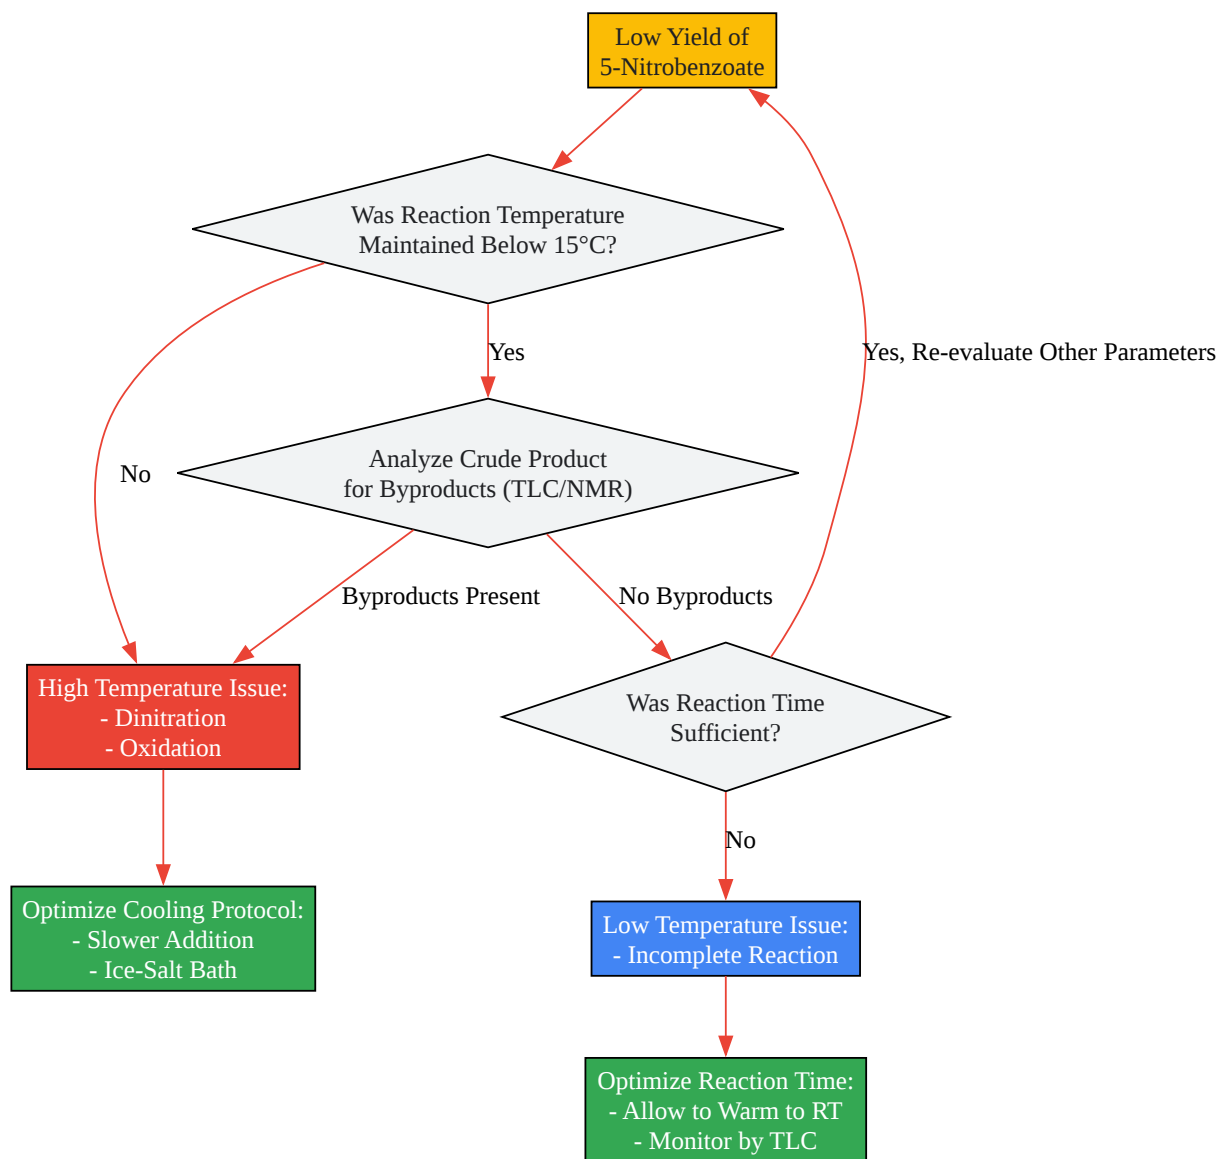 Low Yield of
5-Nitrobenzoate
Was Reaction Temperature
Maintained Below 15°C?
Yes
Yes, Re-evaluate Other Parameters
Analyze Crude Product
for Byproducts (TLC/NMR)
No
Byproducts Present
No Byproducts
High Temperature Issue:
- Dinitration
- Oxidation
Was Reaction Time
Sufficient?
No
Optimize Cooling Protocol:
- Slower Addition
- Ice-Salt Bath
Low Temperature Issue:
- Incomplete Reaction
Optimize Reaction Time:
- Allow to Warm to RT
- Monitor by TLC